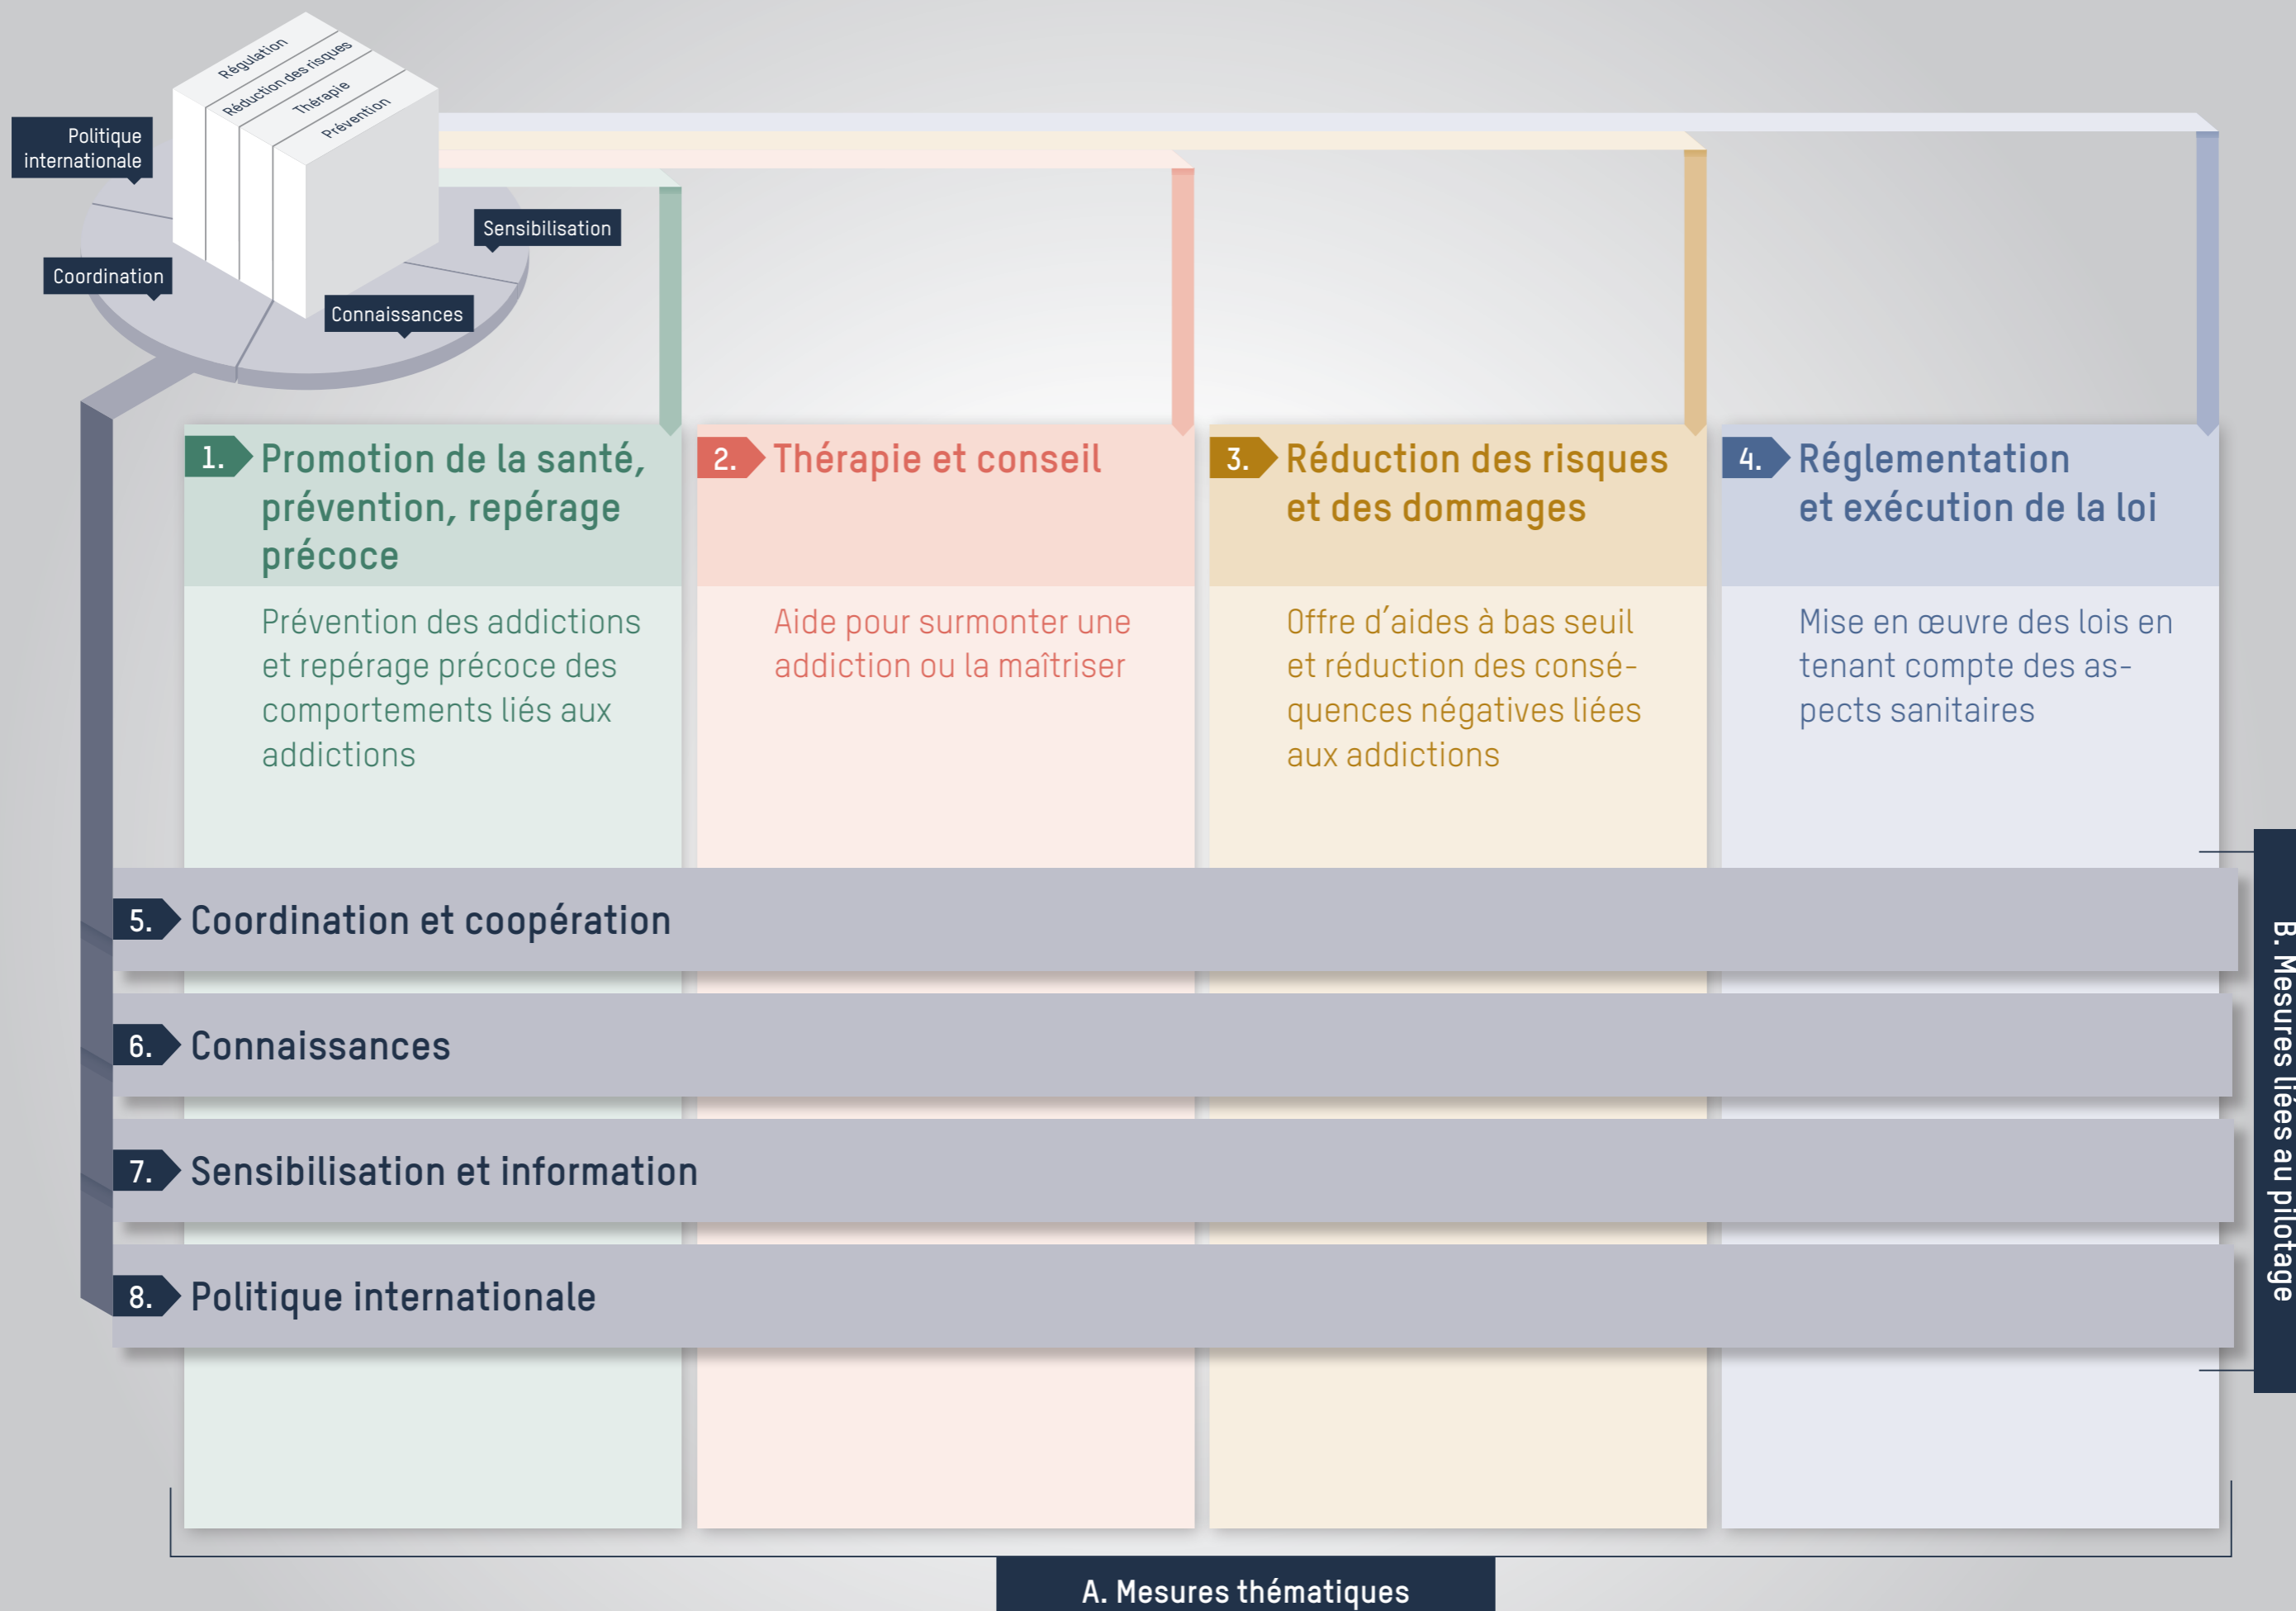 Régulation
Réduction des risques
Thérapie
Prévention
Politique
internationale
Sensibilisation
Coordination
Connaissances
1. Promotion de la santé,
prévention, repérage
précoce
Prévention des addictions
et repérage précoce des
comportements liés aux
addictions
2. Thérapie et conseil
Aide pour surmonter une
addiction ou la maîtriser
3. Réduction des risques
et des dommages
Offre d’aides à bas seuil
et réduction des consé-
quences négatives liées
aux addictions
4. Réglementation
et exécution de la loi
Mise en œuvre des lois en
tenant compte des as-
pects sanitaires
5. Coordination et coopération
6. Connaissances
7. Sensibilisation et information
8. Politique internationale
B. Mesures liées au pilotage
A. Mesures thématiques